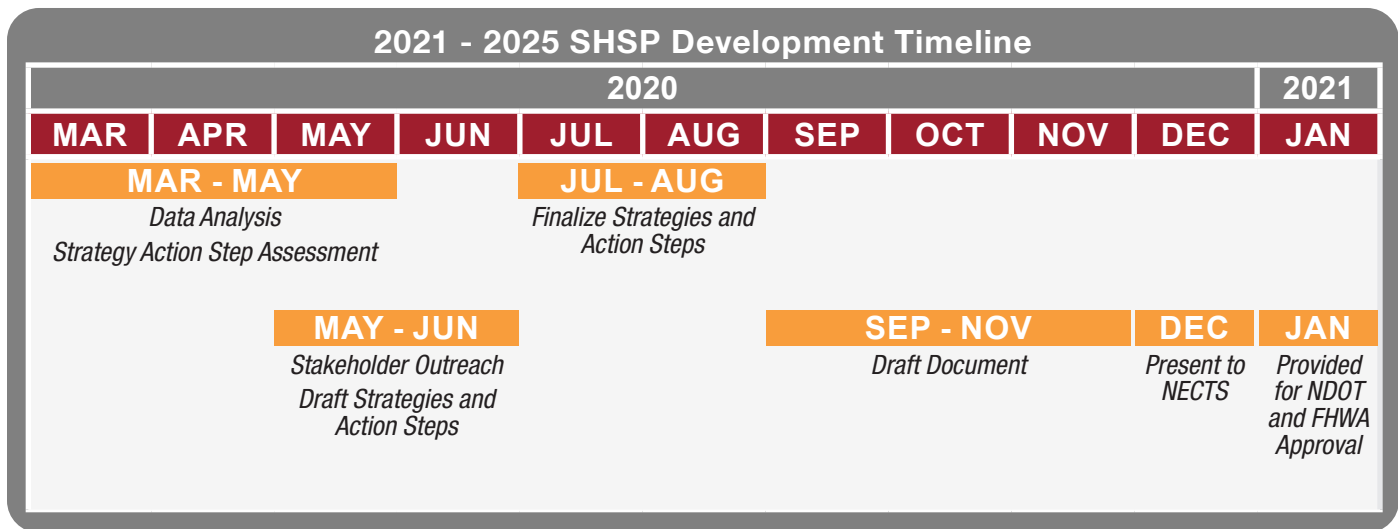 2021 - 2025 SHSP Development Timeline
2020
2021
MAR
APR
MAY
JUN
JUL
AUG
SEP
OCT
NOV
DEC
JAN
MAR - MAY
Data Analysis
Strategy Action Step Assessment
JUL - AUG
Finalize Strategies and
Action Steps
MAY - JUN
Stakeholder Outreach
Draft Strategies and
Action Steps
SEP - NOV
Draft Document
DEC
Present to
NECTS
JAN
Provided
for NDOT
and FHWA
Approval